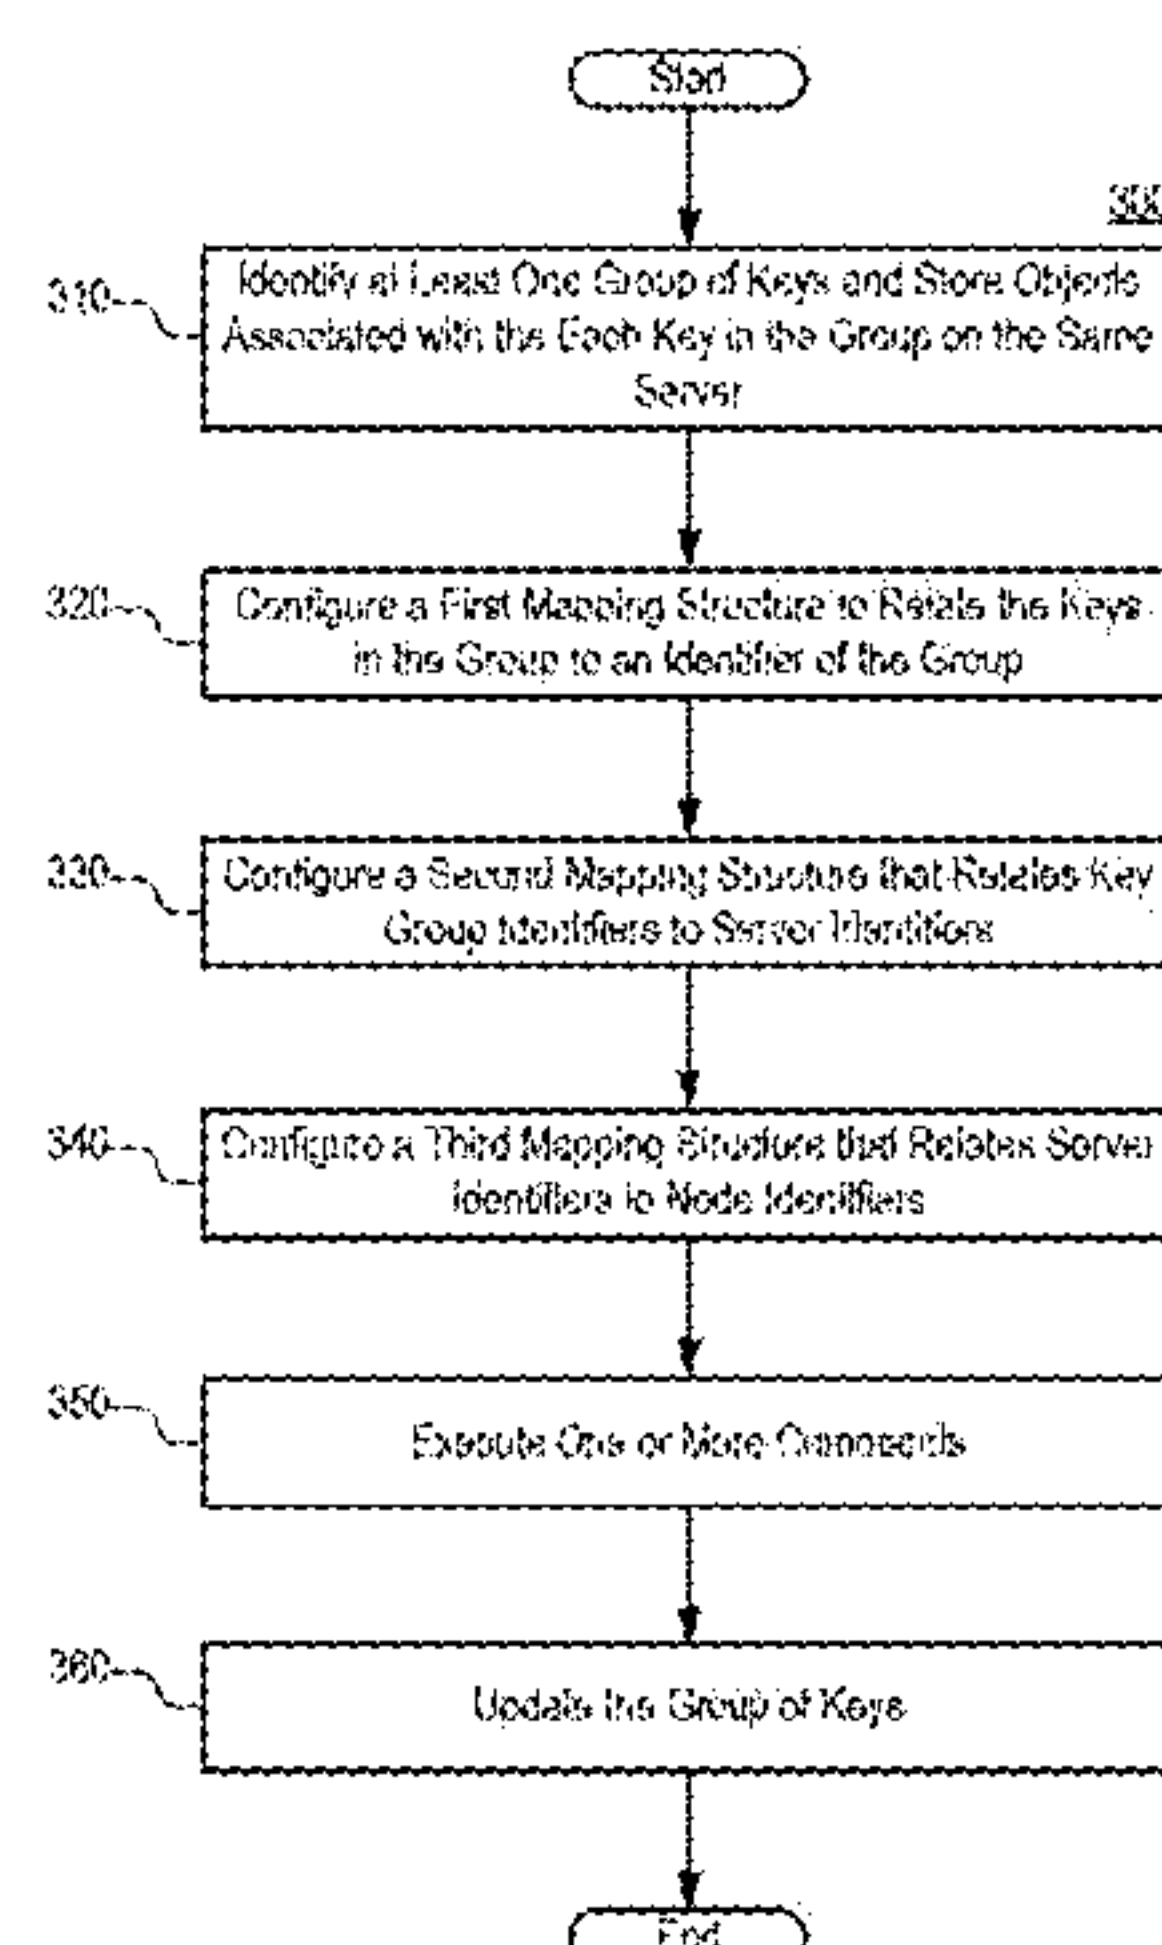 Start
300
310
Identify at Least One Group of Keys and Store Objects
Associated with the Each Key in the Group on the Same
Server
320
Configure a First Mapping Structure to Relate the Keys
in the Group to an Identifier of the Group
330
Configure a Second Mapping Structure that Relates Key
Group Identifiers to Server Identifiers
340
Configure a Third Mapping Structure that Relates Server
Identifiers to Node Identifiers
350
Execute One or More Commands
360
Update the Group of Keys
End